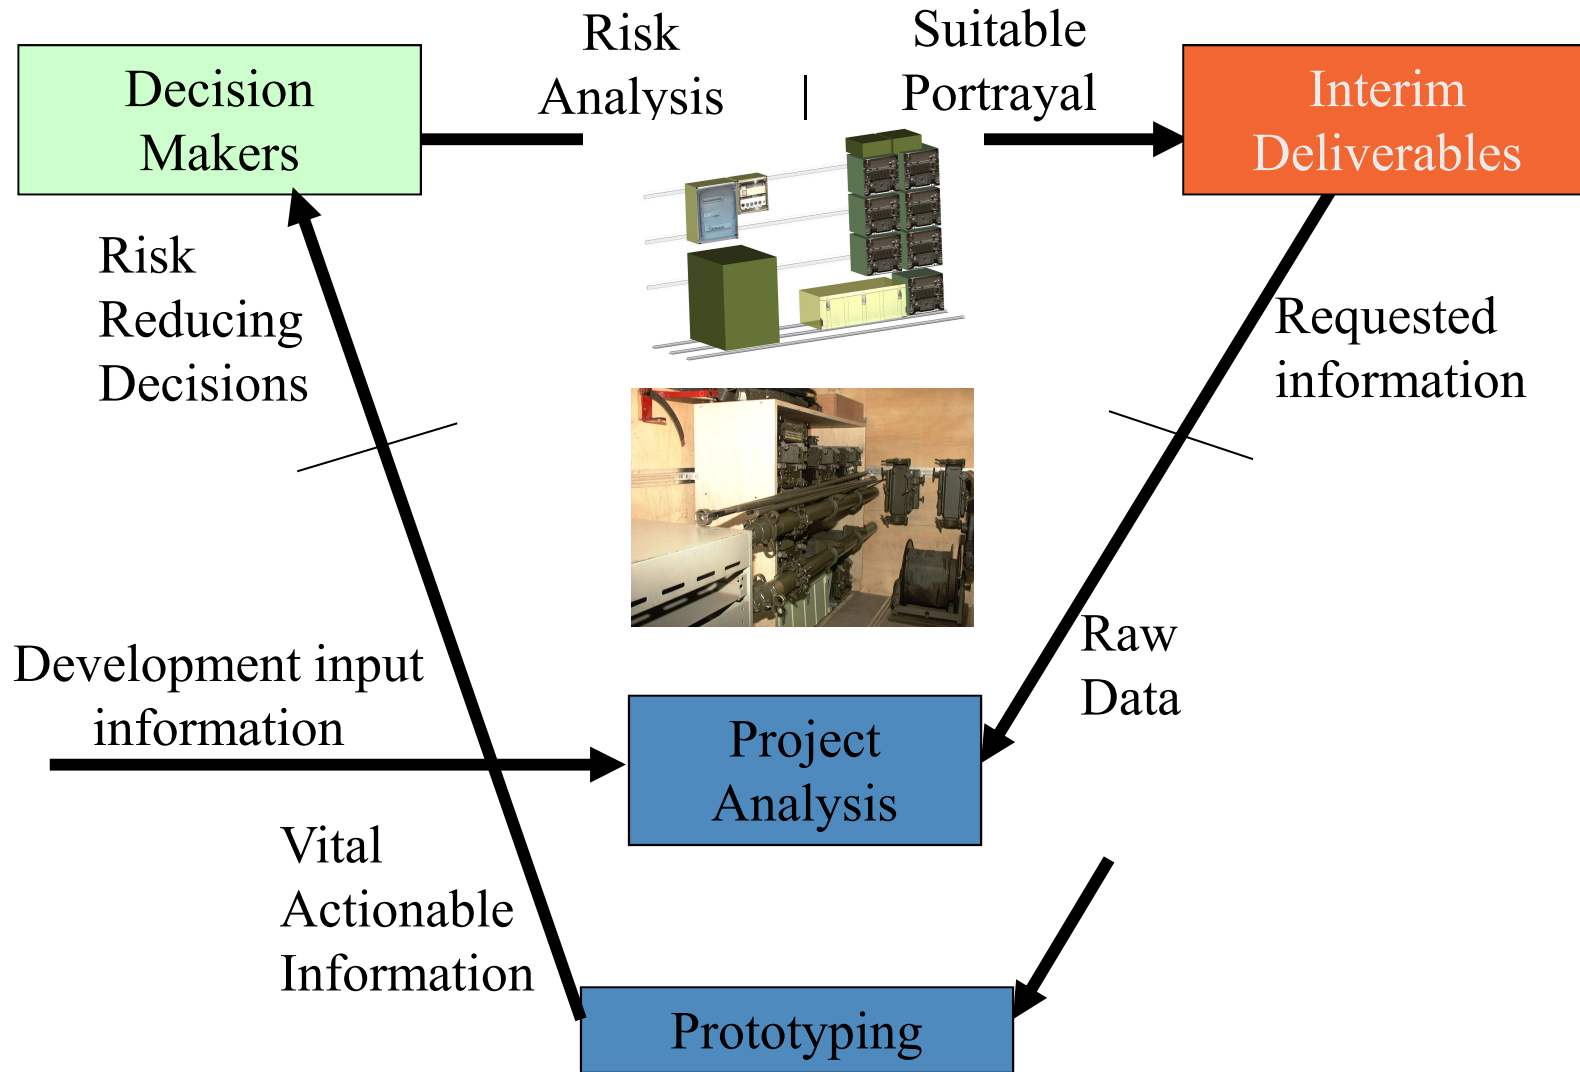 Decision
Makers
Risk
Analysis
Suitable
Portrayal
Interim
Deliverables
Risk
Reducing
Decisions
Requested
information
Raw
Data
Development input
information
Project
Analysis
Vital
Actionable
Information
Prototyping